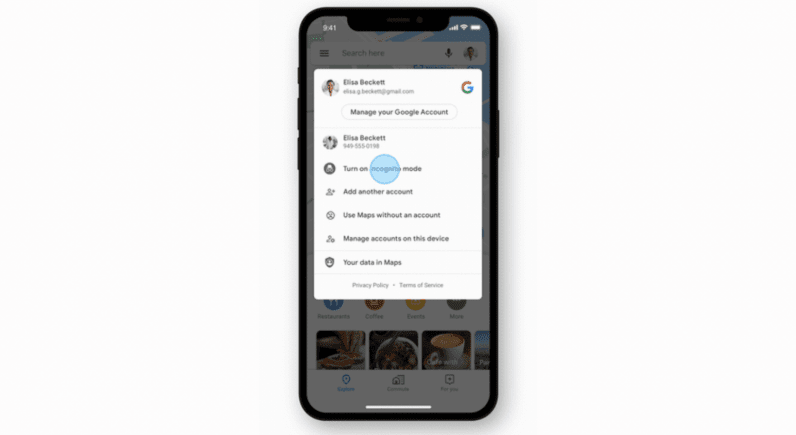 9:41
Search here
Elisa Beckett
elisa.g.beckett@gmail.com
Manage your Google Account
Elisa Beckett
949-555-0198
Turn on incognito mode
Add another account
Use Maps without an account
Manage accounts on this device
Your data in Maps
Privacy Policy • Terms of Service
Restaurants Coffee Events More
Explore Commute For you